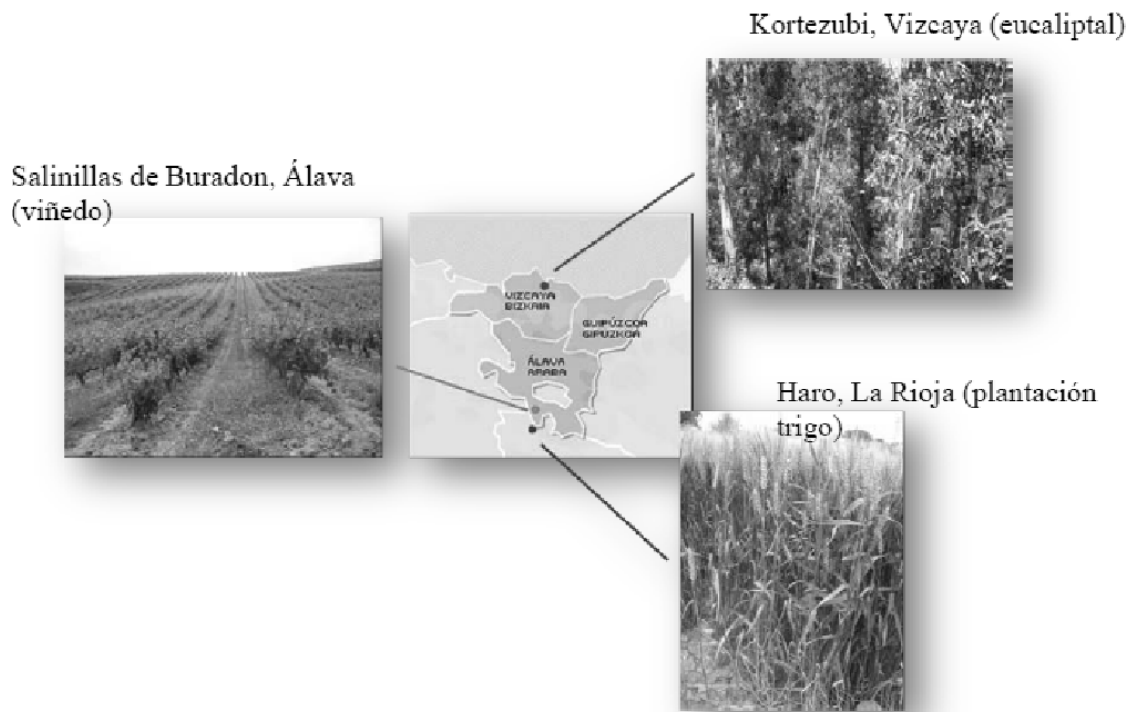 Kortezubi, Vizcaya (eucaliptal)
Salinillas de Buradon, Álava
(viñedo)
VIZCAYA
BIZKAIA
GUIPÚZCOA
GIPUZKOA
ÁLAVA
ARABA
Haro, La Rioja (plantación
trigo)